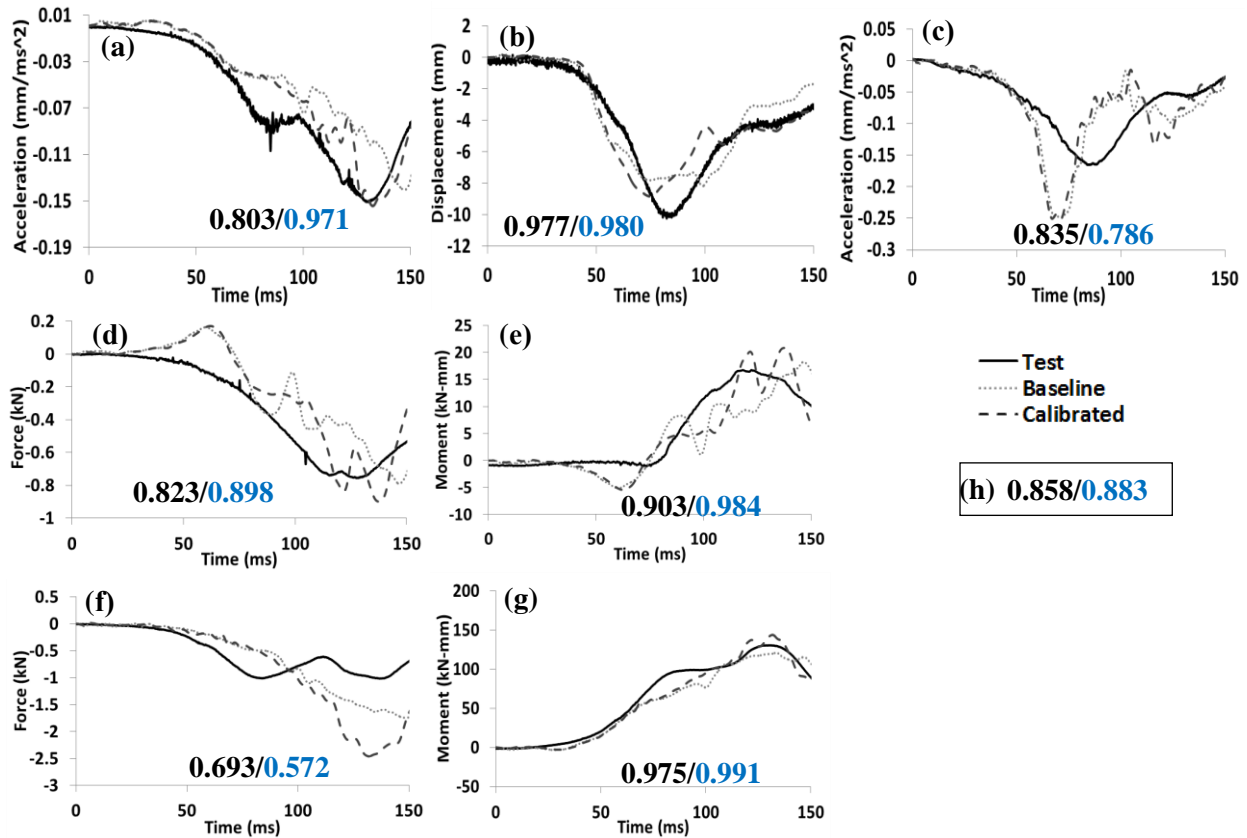 (a)
Acceleration (mm/ms^2)
0.01
-0.03
-0.07
-0.11
-0.15
-0.19
0.803/0.971
0 50 100 150
Time (ms)
(b)
Displacement (mm)
2
0
-2
-4
-6
-8
-10
-12
0.977/0.980
0 50 100 150
Time (ms)
(c)
Acceleration (mm/ms^2)
0.05
0
-0.05
-0.1
-0.15
-0.2
-0.25
-0.3
0.835/0.786
0 50 100 150
Time (ms)
(d)
Force (kN)
0.2
0
-0.2
-0.4
-0.6
-0.8
-1
0.823/0.898
0 50 100 150
Time (ms)
(e)
Moment (kN-mm)
25
20
15
10
5
0
-5
-10
0.903/0.984
0 50 100 150
Time (ms)
Test
Baseline
Calibrated
(h) 0.858/0.883
(f)
Force (kN)
0.5
0
-0.5
-1
-1.5
-2
-2.5
-3
0.693/0.572
0 50 100 150
Time (ms)
(g)
Moment (kN-mm)
200
150
100
50
0
-50
0.975/0.991
0 50 100 150
Time (ms)